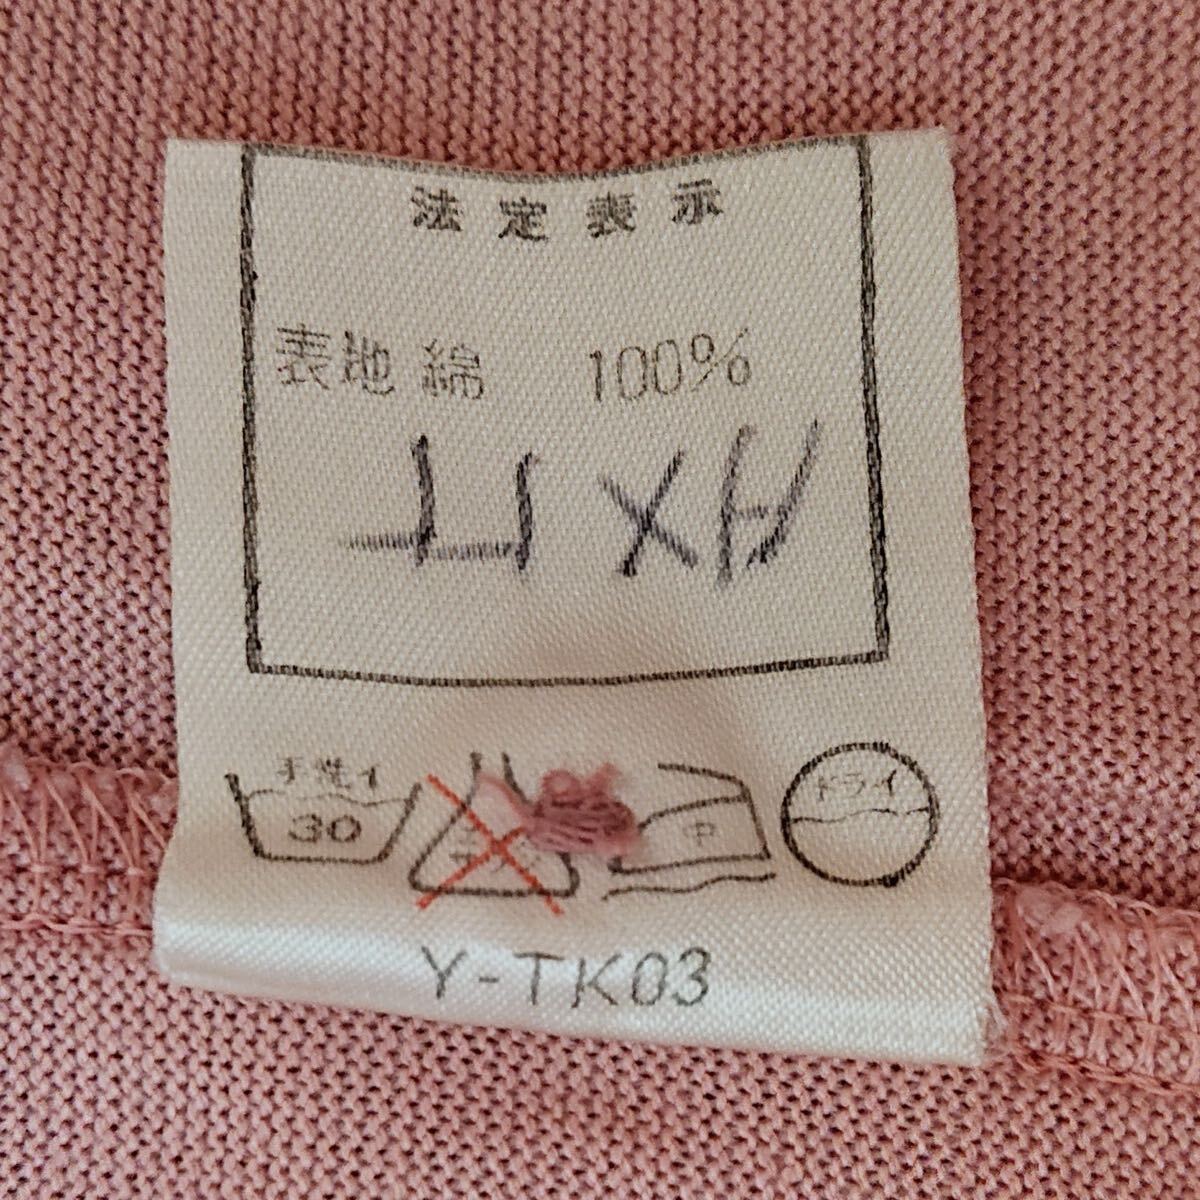 法定表示
表地 綿 100%
手洗イ
30
中
ドライ
Y-TK03